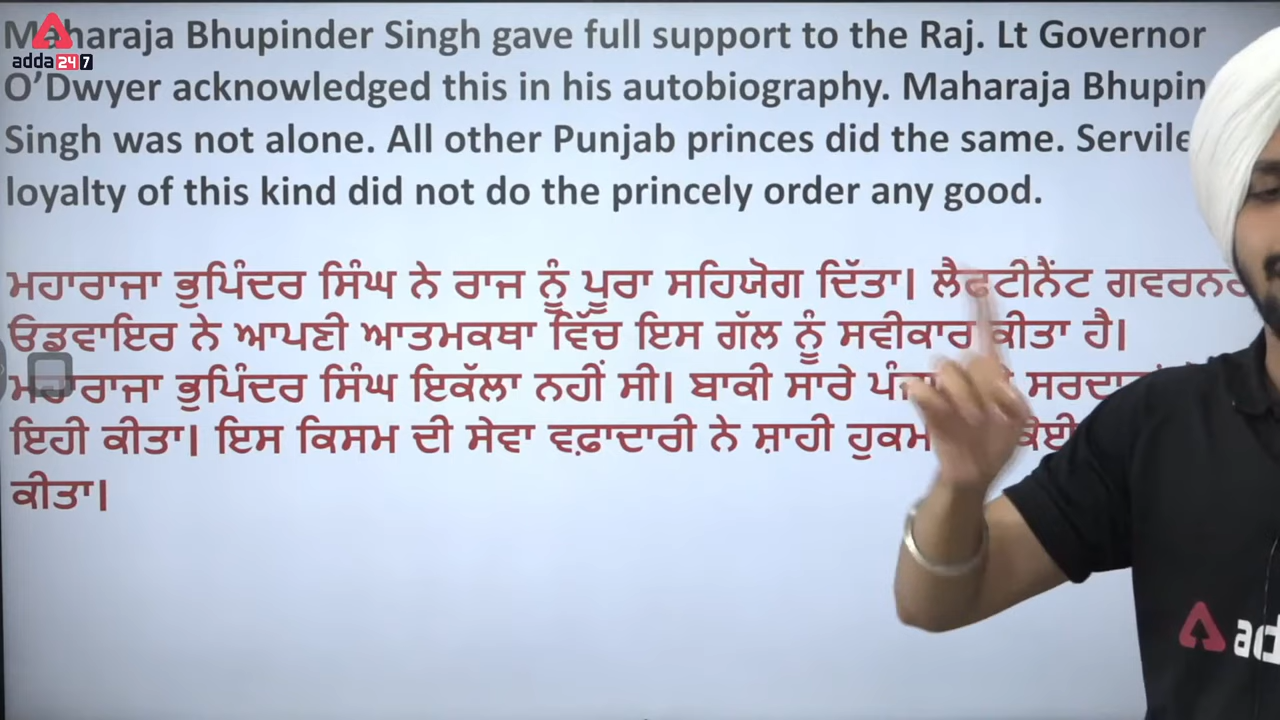 Maharaja Bhupinder Singh gave full support to the Raj. Lt Governor
O’Dwyer acknowledged this in his autobiography. Maharaja
Singh was not alone. All other Punjab princes did the same. Servile
loyalty of this kind did not do the princely order any good.
ਮਹਾਰਾਜਾ ਭੁਪਿੰਦਰ ਸਿੰਘ ਨੇ ਰਾਜ ਨੂੰ ਪੂਰਾ ਸਹਿਯੋਗ ਦਿੱਤਾ। ਲੈਫਟੀਨੈਂਟ ਗਵਰਨਰ
ਓਡਵਾਇਰ ਨੇ ਆਪਣੀ ਆਤਮਕਥਾ ਵਿੱਚ ਇਸ ਗੱਲ ਨੂੰ ਸਵੀਕਾਰ ਕੀਤਾ ਹੈ।
ਮਹਾਰਾਜਾ ਭੁਪਿੰਦਰ ਸਿੰਘ ਇਕੱਲਾ ਨਹੀਂ ਸੀ। ਬਾਕੀ ਸਾਰੇ
ਇਹੀ ਕੀਤਾ। ਇਸ ਕਿਸਮ ਦੀ ਸੇਵਾ ਵਫ਼ਾਦਾਰੀ ਨੇ ਸ਼ਾਹੀ ਹੁਕਮ
ਕੀਤਾ।
adda 24 7